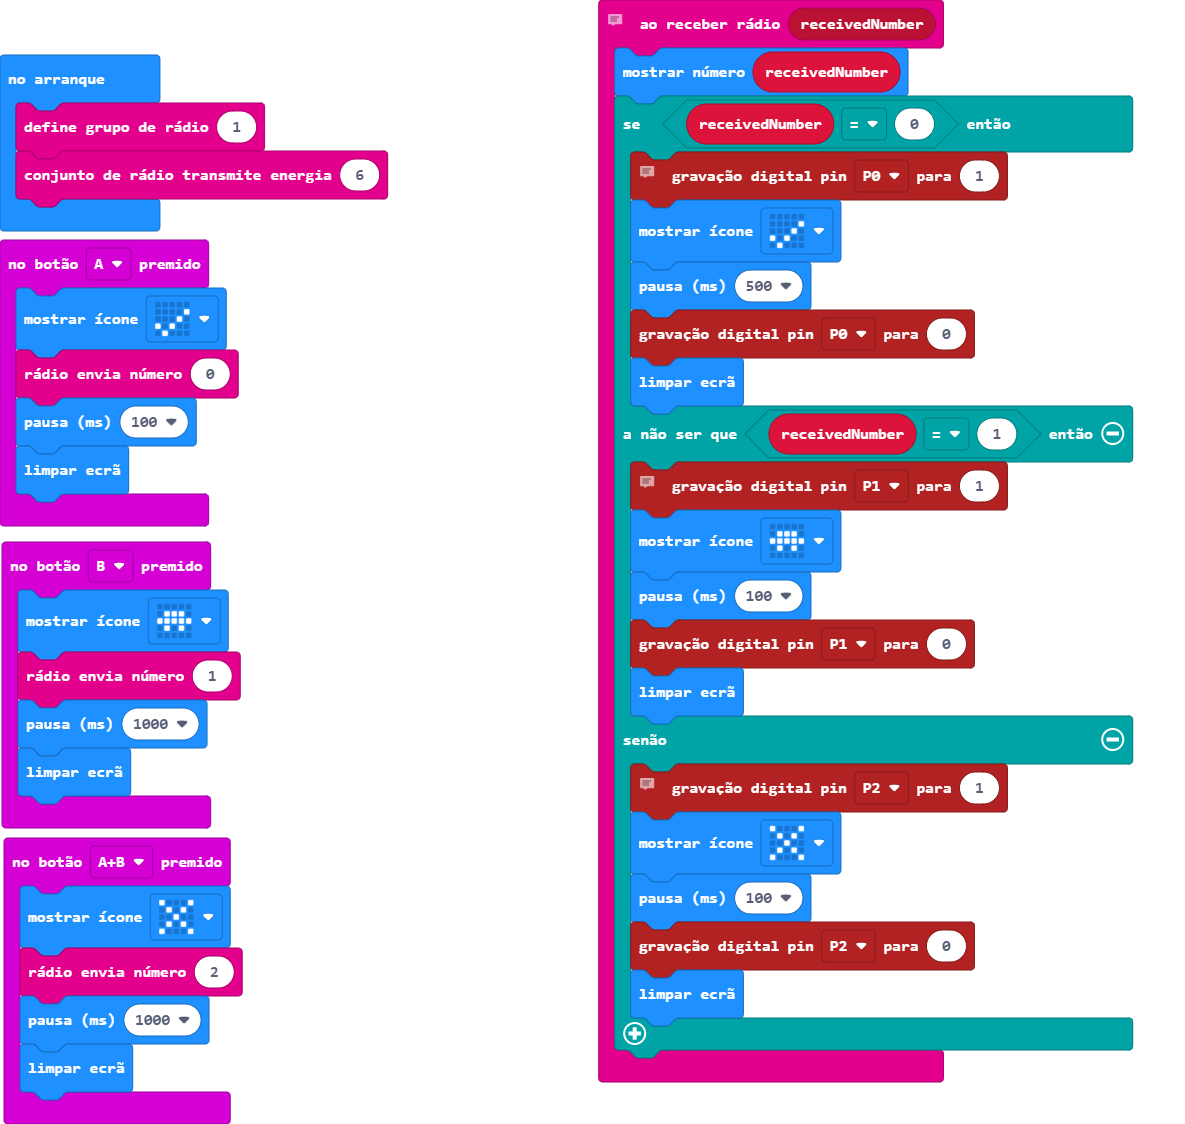 no arranque
define grupo de rádio 1
conjunto de rádio transmite energia 6
no botão A premido
mostrar ícone
rádio envia número 0
pausa (ms) 100
limpar ecrã
no botão B premido
mostrar ícone
rádio envia número 1
pausa (ms) 1000
limpar ecrã
no botão A+B premido
mostrar ícone
rádio envia número 2
pausa (ms) 1000
limpar ecrã
ao receber rádio receivedNumber
mostrar número receivedNumber
se receivedNumber = 0 então
gravação digital pin P0 para 1
mostrar ícone
pausa (ms) 500
gravação digital pin P0 para 0
limpar ecrã
a não ser que receivedNumber = 1 então
gravação digital pin P1 para 1
mostrar ícone
pausa (ms) 100
gravação digital pin P1 para 0
limpar ecrã
senão
gravação digital pin P2 para 1
mostrar ícone
pausa (ms) 100
gravação digital pin P2 para 0
limpar ecrã